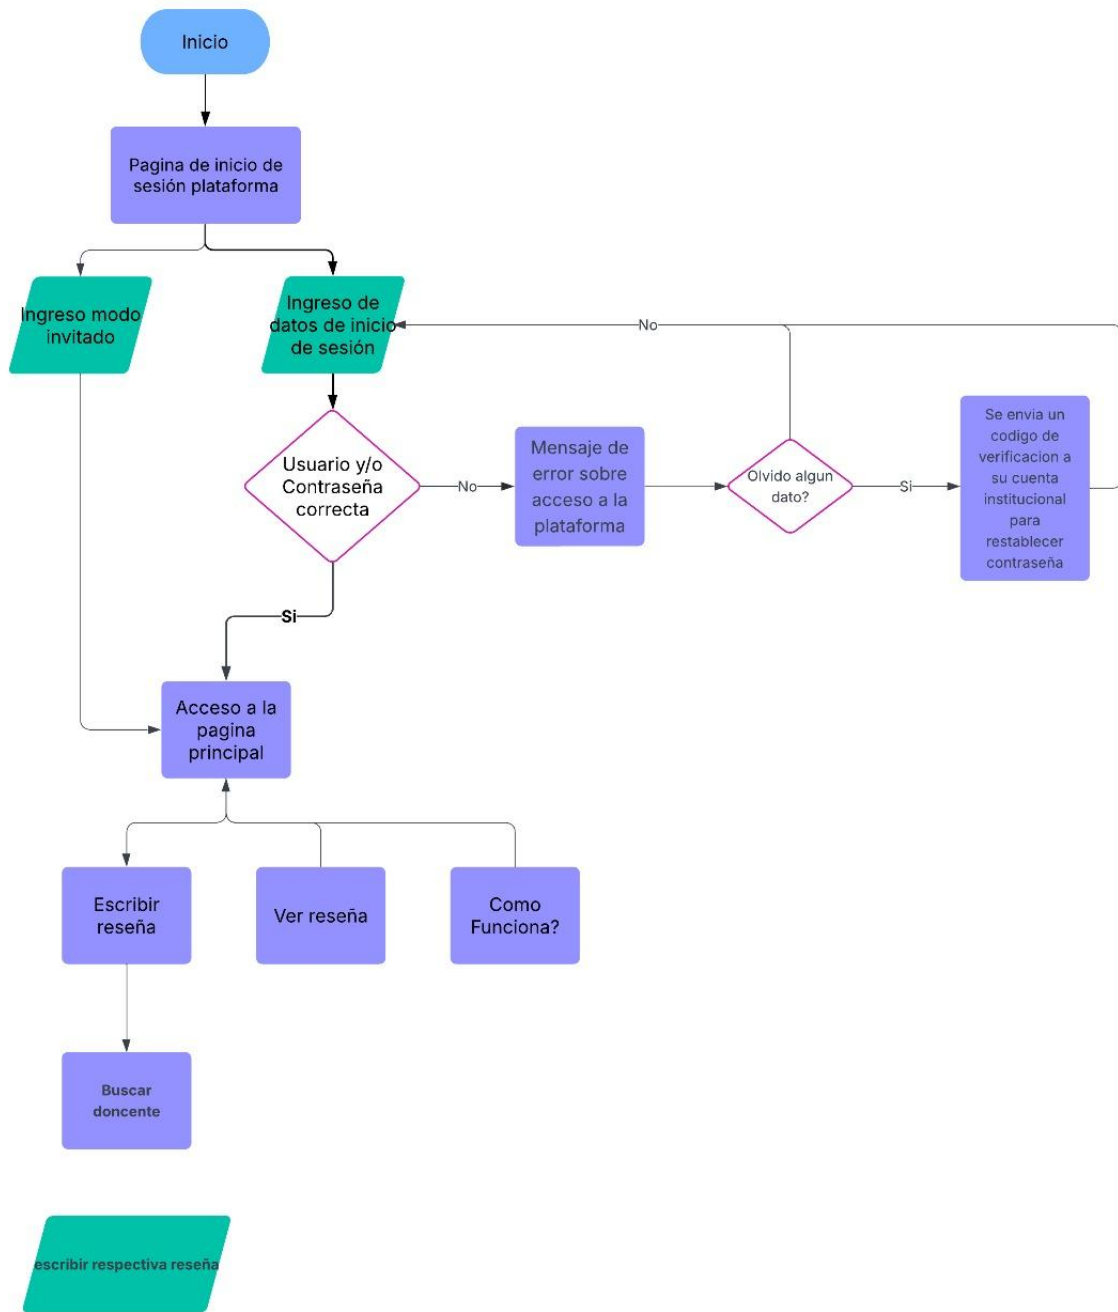 Inicio
Pagina de inicio de
sesión plataforma
Ingreso modo
invitado
Ingreso de
datos de inicio
de sesión
No
Usuario y/o
Contraseña
correcta
No
Mensaje de
error sobre
acceso a la
plataforma
Olvido algun
dato?
Si
Se envia un
codigo de
verificacion a
su cuenta
institucional
para
restablecer
contraseña
Si
Acceso a la
pagina
principal
Escribir
reseña
Ver reseña
Como
Funciona?
Buscar
doncente
escribir respectiva reseña